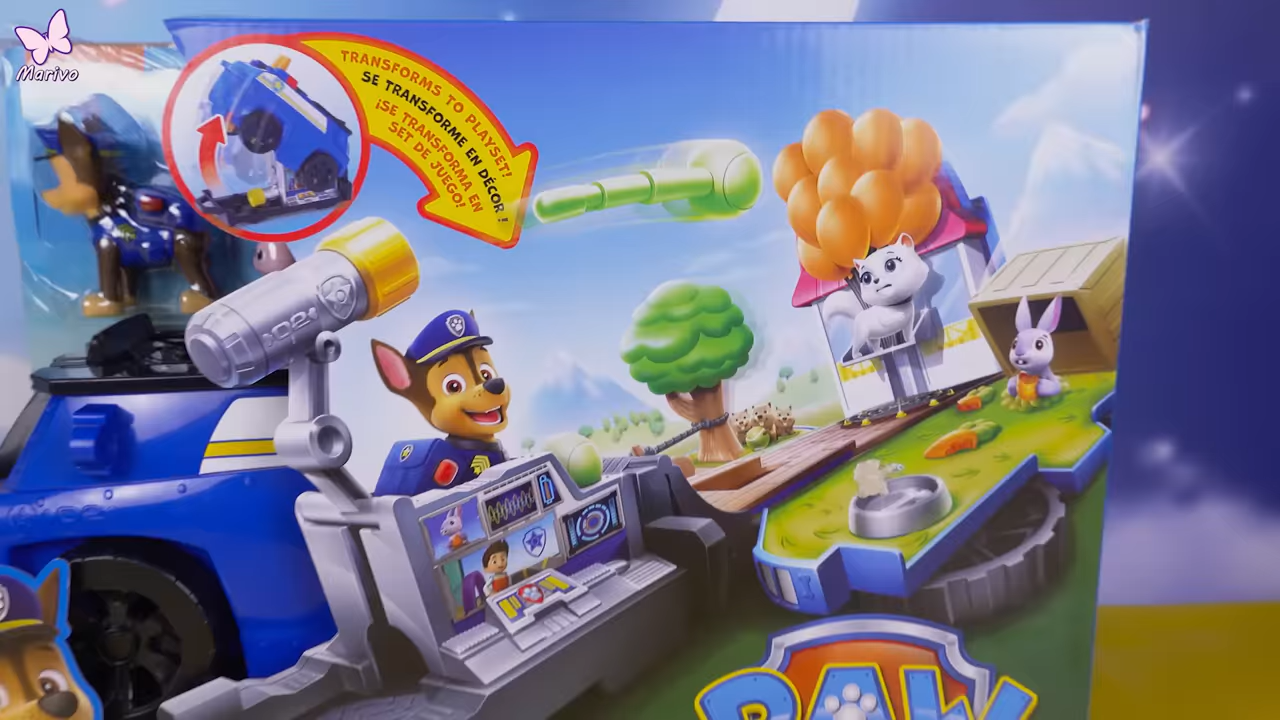 Marivo
TRANSFORMS TO PLAYSET!
SE TRANSFORME EN DÉCOR!
¡SE TRANSFORMA EN
SET DE JUEGO!
PAW